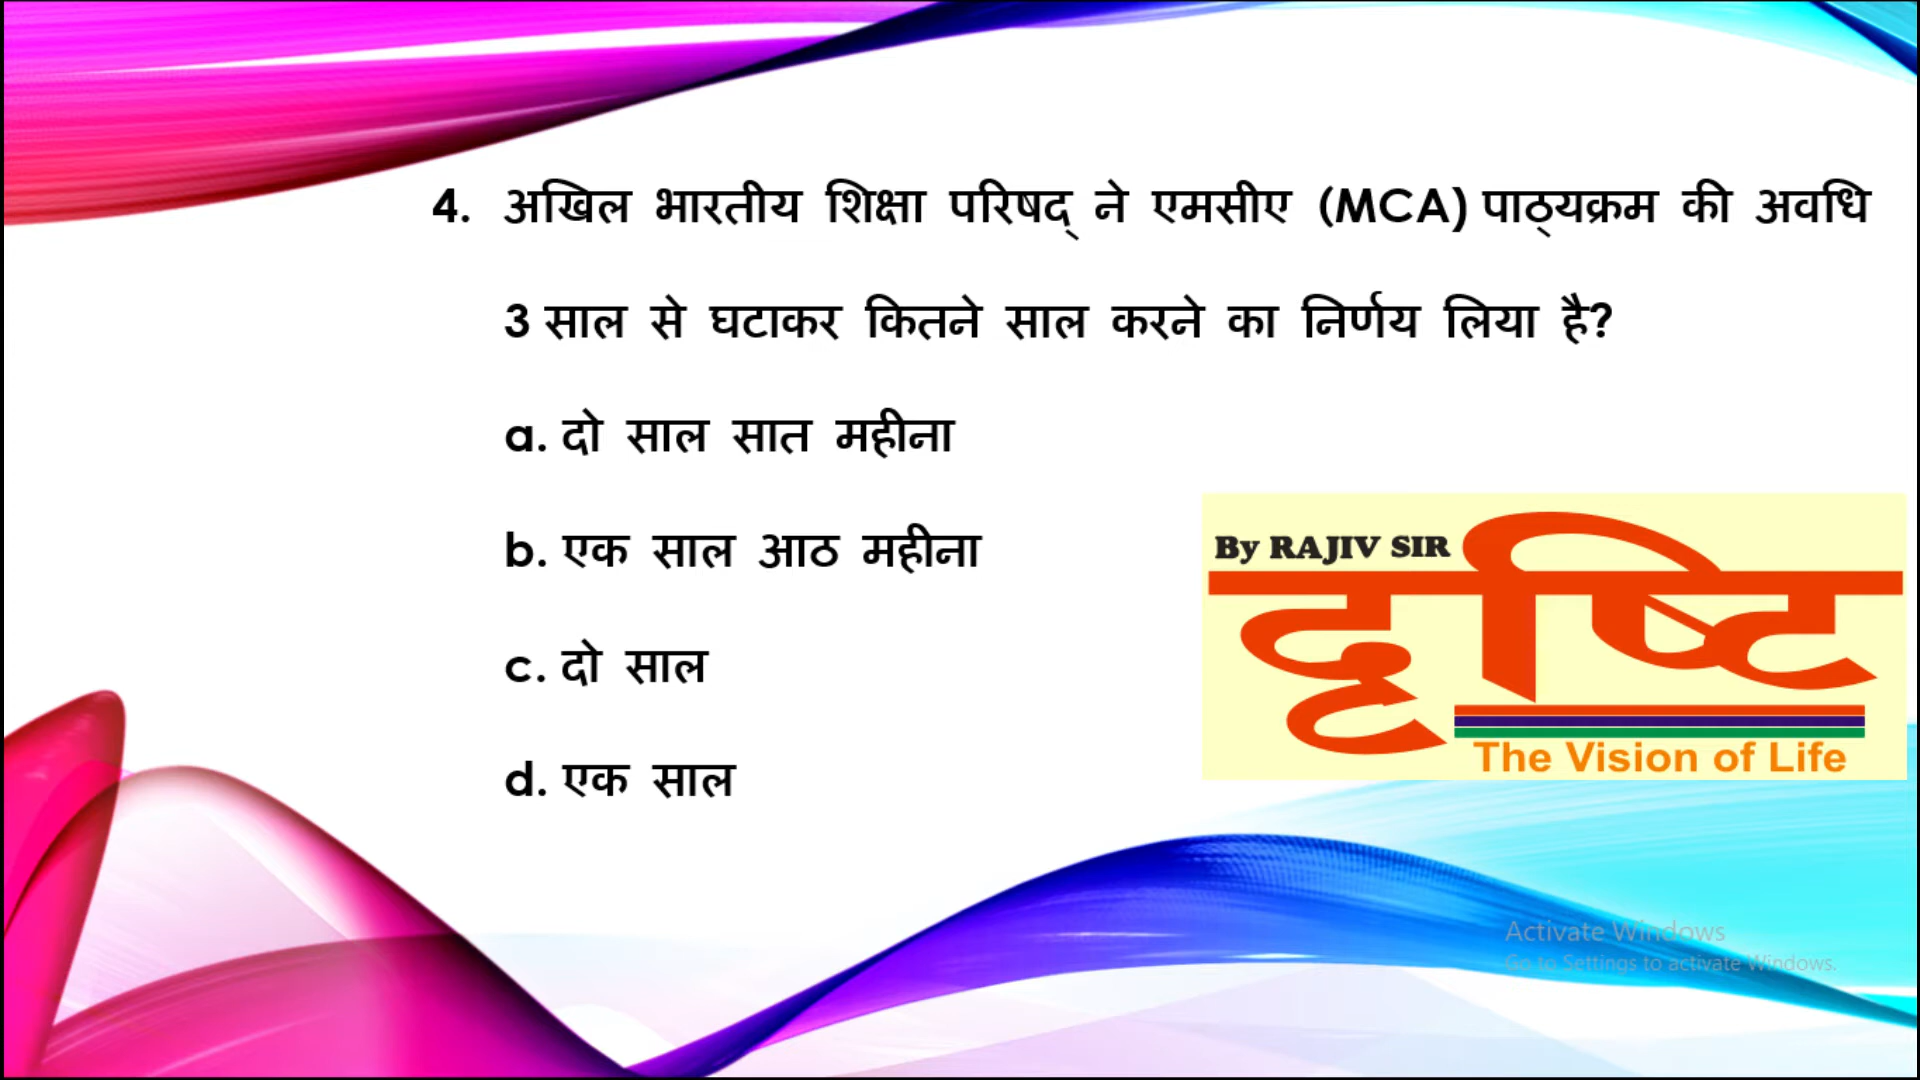 4. अखिल भारतीय शिक्षा परिषद् ने एमसीए (MCA) पाठ्यक्रम की अवधि
3 साल से घटाकर कितने साल करने का निर्णय लिया है?
a. दो साल सात महीना
b. एक साल आठ महीना
c. दो साल
d. एक साल
By RAJIV SIR
दृष्टि
The Vision of Life
Activate Windows
Go to Settings to activate Windows.